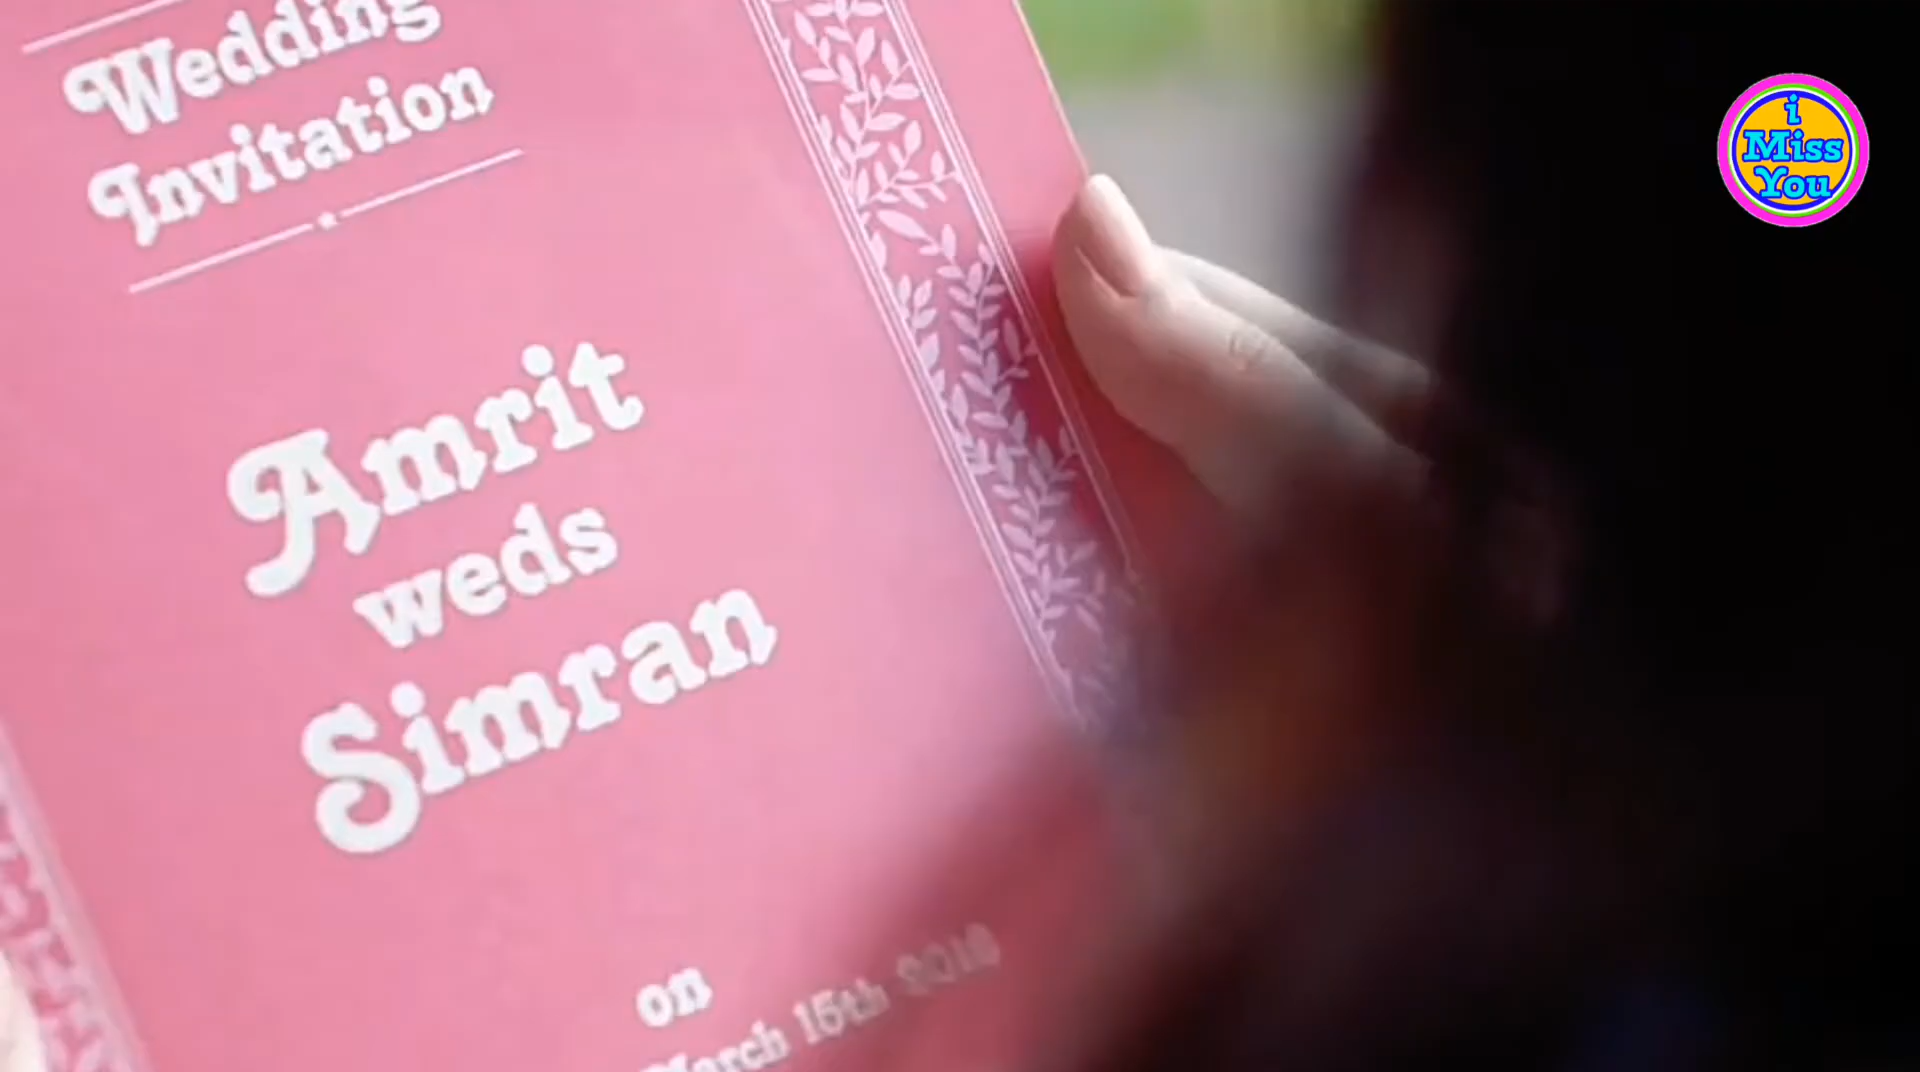 Wedding
Invitation
Amrit
weds
Simran
on
March 15th
i
Miss
You